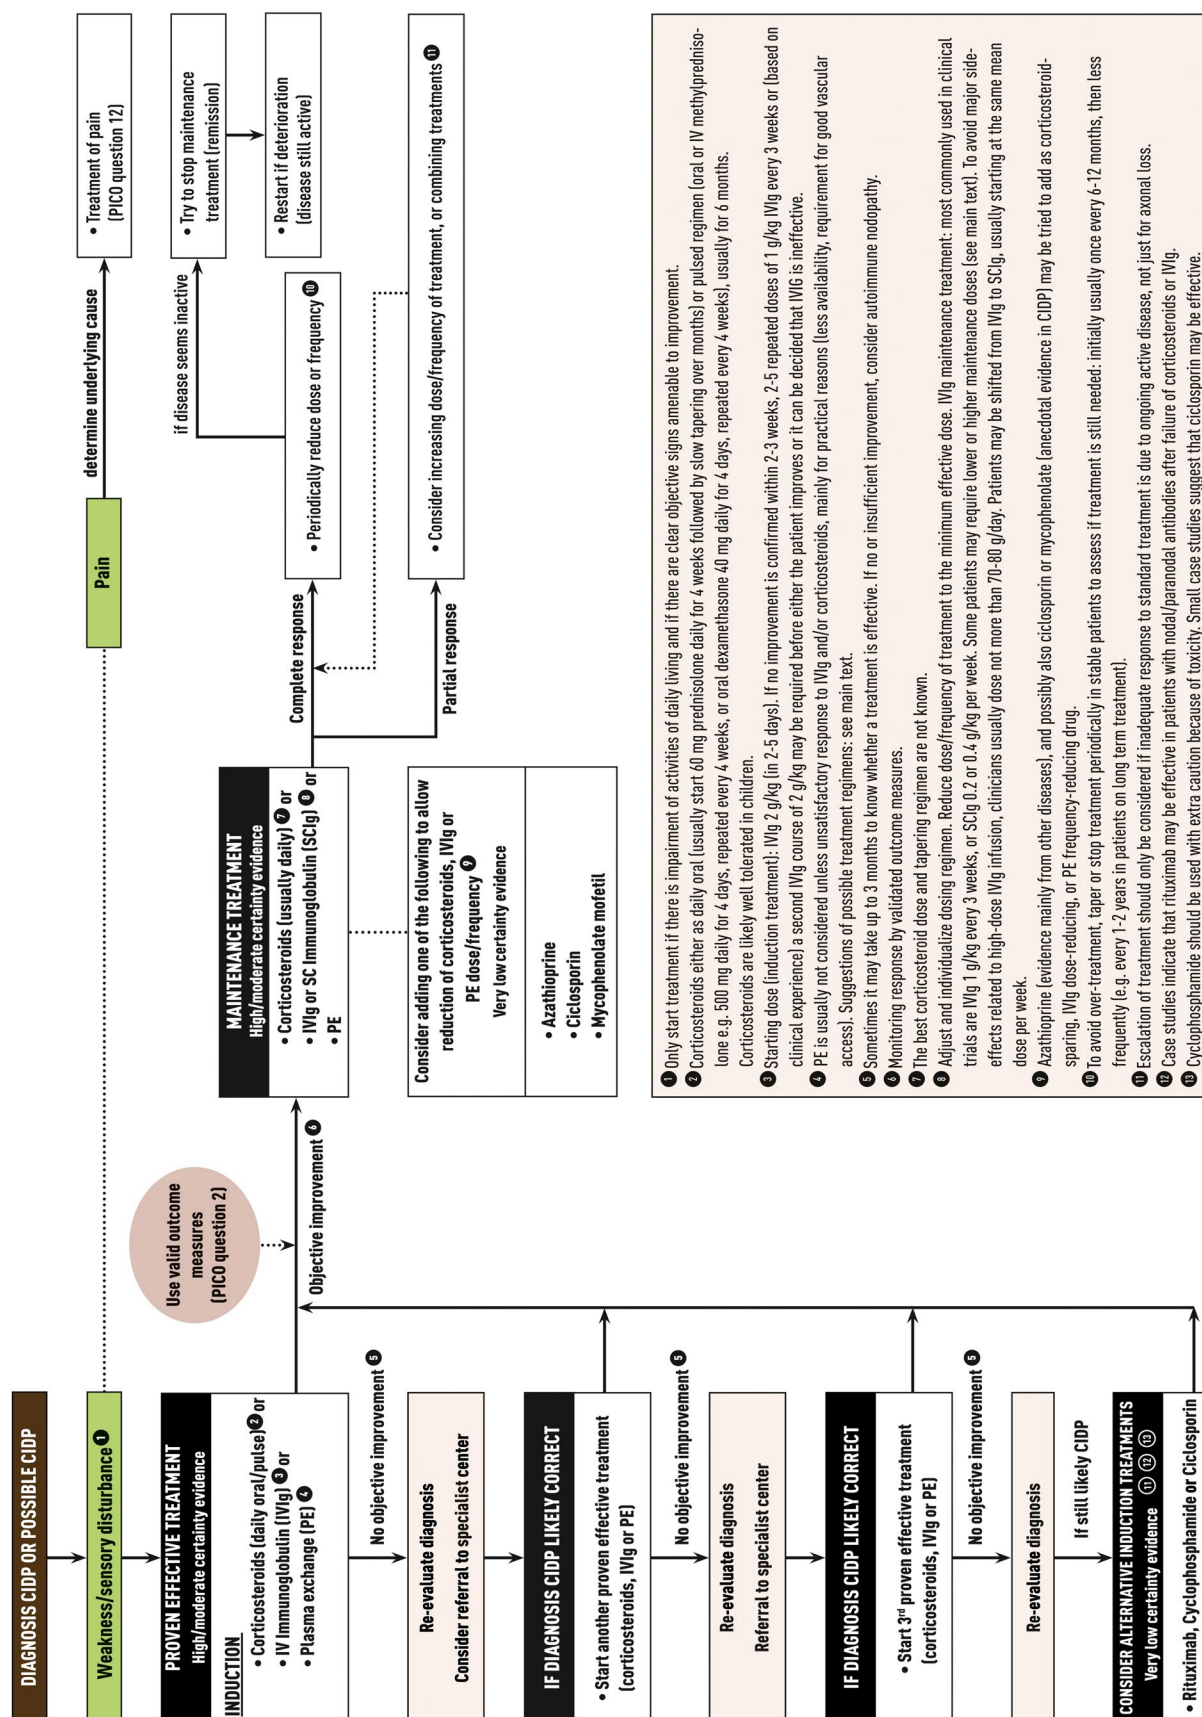 DIAGNOSIS CIDP OR POSSIBLE CIDP
Weakness/sensory disturbance 1
Pain
determine underlying cause
• Treatment of pain
(PICO question 12)
PROVEN EFFECTIVE TREATMENT
High/moderate certainty evidence
INDUCTION
• Corticosteroids (daily oral/pulse) 2 or
• IV Immunoglobulin (IVIg) 3 or
• Plasma exchange (PE) 4
Use valid outcome
measures
(PICO question 2)
Objective improvement 6
MAINTENANCE TREATMENT
High/moderate certainty evidence
• Corticosteroids (usually daily) 7 or
• IVIg or SC Immunoglobulin (SCIg) 8 or
• PE
Consider adding one of the following to allow
reduction of corticosteroids, IVIg or
PE dose/frequency 9
Very low certainty evidence
• Azathioprine
• Ciclosporin
• Mycophenolate mofetil
Complete response
Partial response
• Periodically reduce dose or frequency 10
if disease seems inactive
• Try to stop maintenance
treatment (remission)
• Restart if deterioration
(disease still active)
• Consider increasing dose/frequency of treatment, or combining treatments 11
No objective improvement 5
Re-evaluate diagnosis
Consider referral to specialist center
IF DIAGNOSIS CIDP LIKELY CORRECT
• Start another proven effective treatment
(corticosteroids, IVIg or PE)
No objective improvement 5
Re-evaluate diagnosis
Referral to specialist center
IF DIAGNOSIS CIDP LIKELY CORRECT
• Start 3rd proven effective treatment
(corticosteroids, IVIg or PE)
No objective improvement 5
Re-evaluate diagnosis
If still likely CIDP
CONSIDER ALTERNATIVE INDUCTION TREATMENTS
Very low certainty evidence 11 12 13
• Rituximab, Cyclophosphamide or Ciclosporin
1 Only start treatment if there is impairment of activities of daily living and if there are clear objective signs amenable to improvement.
2 Corticosteroids either as daily oral (usually start 60 mg prednisolone daily for 4 weeks followed by slow tapering over months) or pulsed regimen (oral or IV methylpredniso-
lone e.g. 500 mg daily for 4 days, repeated every 4 weeks, or oral dexamethasone 40 mg daily for 4 days, repeated every 4 weeks), usually for 6 months.
Corticosteroids are likely well tolerated in children.
3 Starting dose (induction treatment): IVIg 2 g/kg (in 2-5 days). If no improvement is confirmed within 2-3 weeks, 2-5 repeated doses of 1 g/kg IVIg every 3 weeks or (based on
clinical experience) a second IVIg course of 2 g/kg may be required before either the patient improves or it can be decided that IVIG is ineffective.
4 PE is usually not considered unless unsatisfactory response to IVIg and/or corticosteroids, mainly for practical reasons (less availability, requirement for good vascular
access). Suggestions of possible treatment regimens: see main text.
5 Sometimes it may take up to 3 months to know whether a treatment is effective. If no or insufficient improvement, consider autoimmune nodopathy.
6 Monitoring response by validated outcome measures.
7 The best corticosteroid dose and tapering regimen are not known.
8 Adjust and individualize dosing regimen. Reduce dose/frequency of treatment to the minimum effective dose. IVIg maintenance treatment: most commonly used in clinical
trials are IVIg 1 g/kg every 3 weeks, or SCIg 0.2 or 0.4 g/kg per week. Some patients may require lower or higher maintenance doses (see main text). To avoid major side-
effects related to high-dose IVIg infusion, clinicians usually dose not more than 70-80 g/day. Patients may be shifted from IVIg to SCIg, usually starting at the same mean
dose per week.
9 Azathioprine (evidence mainly from other diseases), and possibly also ciclosporin or mycophenolate (anecdotal evidence in CIDP) may be tried to add as corticosteroid-
sparing, IVIg dose-reducing, or PE frequency-reducing drug.
10 To avoid over-treatment, taper or stop treatment periodically in stable patients to assess if treatment is still needed: initially usually once every 6-12 months, then less
frequently (e.g. every 1-2 years in patients on long term treatment).
11 Escalation of treatment should only be considered if inadequate response to standard treatment is due to ongoing active disease, not just for axonal loss.
12 Case studies indicate that rituximab may be effective in patients with nodal/paranodal antibodies after failure of corticosteroids or IVIg.
13 Cyclophosphamide should be used with extra caution because of toxicity. Small case studies suggest that ciclosporin may be effective.